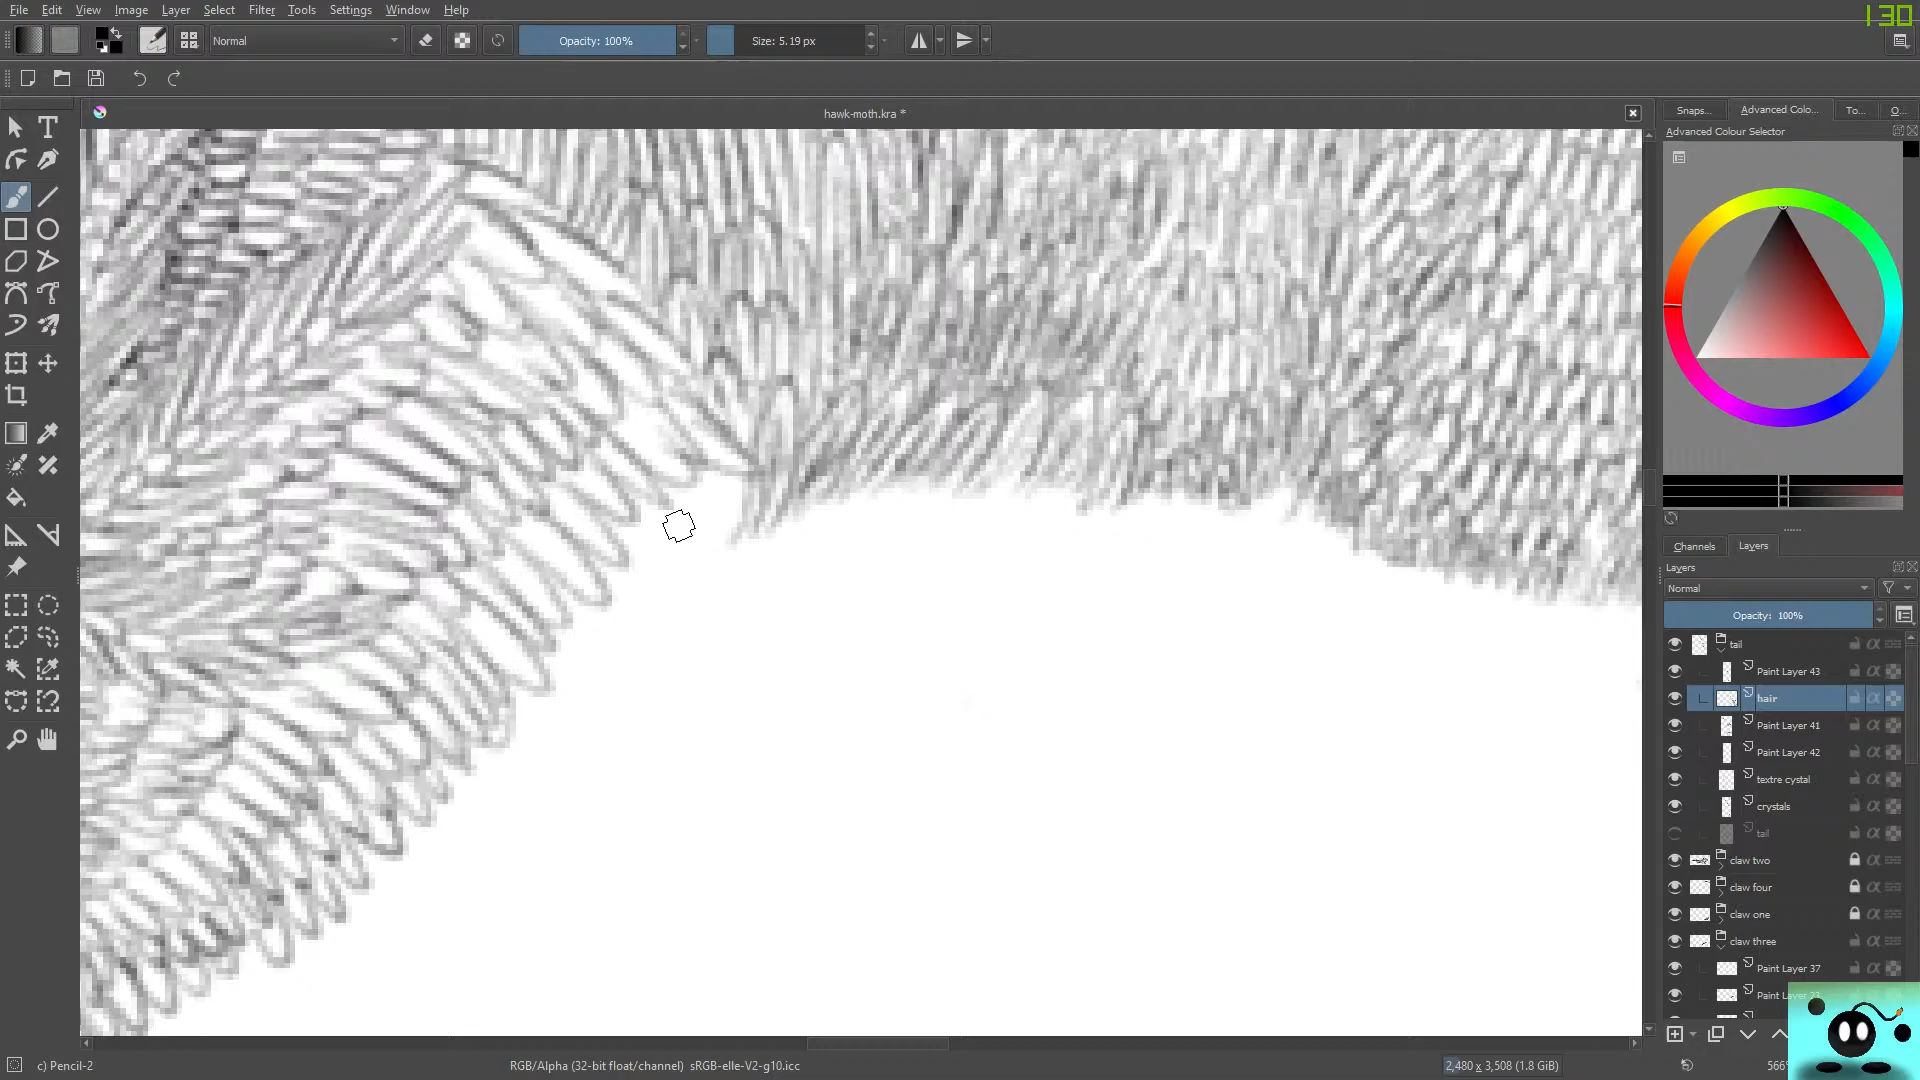 File Edit View Image Layer Select Filter Tools Settings Window Help
130
Normal
Opacity: 100%
Size: 5.19 px
hawk-moth.kra *
Snaps...
Advanced Colo...
To...
O...
Advanced Colour Selector
Channels
Layers
Layers
Normal
Opacity: 100%
tail
Paint Layer 43
hair
Paint Layer 41
Paint Layer 42
textre cystal
crystals
tail
claw two
claw four
claw one
claw three
Paint Layer 37
Paint Layer 23
c) Pencil-2
RGB/Alpha (32-bit float/channel) sRGB-elle-V2-g10.icc
2,480 x 3,508 (1.8 GiB)
566